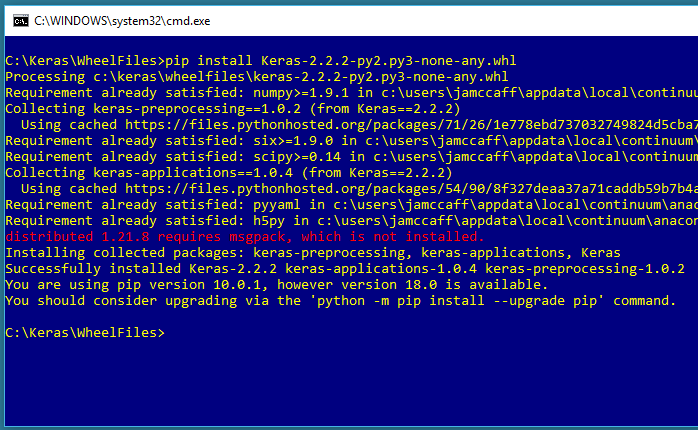 C:\WINDOWS\system32\cmd.exe
C:\Keras\WheelFiles>pip install Keras-2.2.2-py2.py3-none-any.whl
Processing c:\keras\wheelfiles\keras-2.2.2-py2.py3-none-any.whl
Requirement already satisfied: numpy>=1.9.1 in c:\users\jamccaff\appdata\local\continuu
Collecting keras-preprocessing==1.0.2 (from Keras==2.2.2)
  Using cached https://files.pythonhosted.org/packages/71/26/1e778ebd737032749824d5cba7
Requirement already satisfied: six>=1.9.0 in c:\users\jamccaff\appdata\local\continuum\
Requirement already satisfied: scipy>=0.14 in c:\users\jamccaff\appdata\local\continuum
Collecting keras-applications==1.0.4 (from Keras==2.2.2)
  Using cached https://files.pythonhosted.org/packages/54/90/8f327deaa37a71caddb59b7b4a
Requirement already satisfied: pyyaml in c:\users\jamccaff\appdata\local\continuum\anac
Requirement already satisfied: h5py in c:\users\jamccaff\appdata\local\continuum\anacon
distributed 1.21.8 requires msgpack, which is not installed.
Installing collected packages: keras-preprocessing, keras-applications, Keras
Successfully installed Keras-2.2.2 keras-applications-1.0.4 keras-preprocessing-1.0.2
You are using pip version 10.0.1, however version 18.0 is available.
You should consider upgrading via the 'python -m pip install --upgrade pip' command.
C:\Keras\WheelFiles>